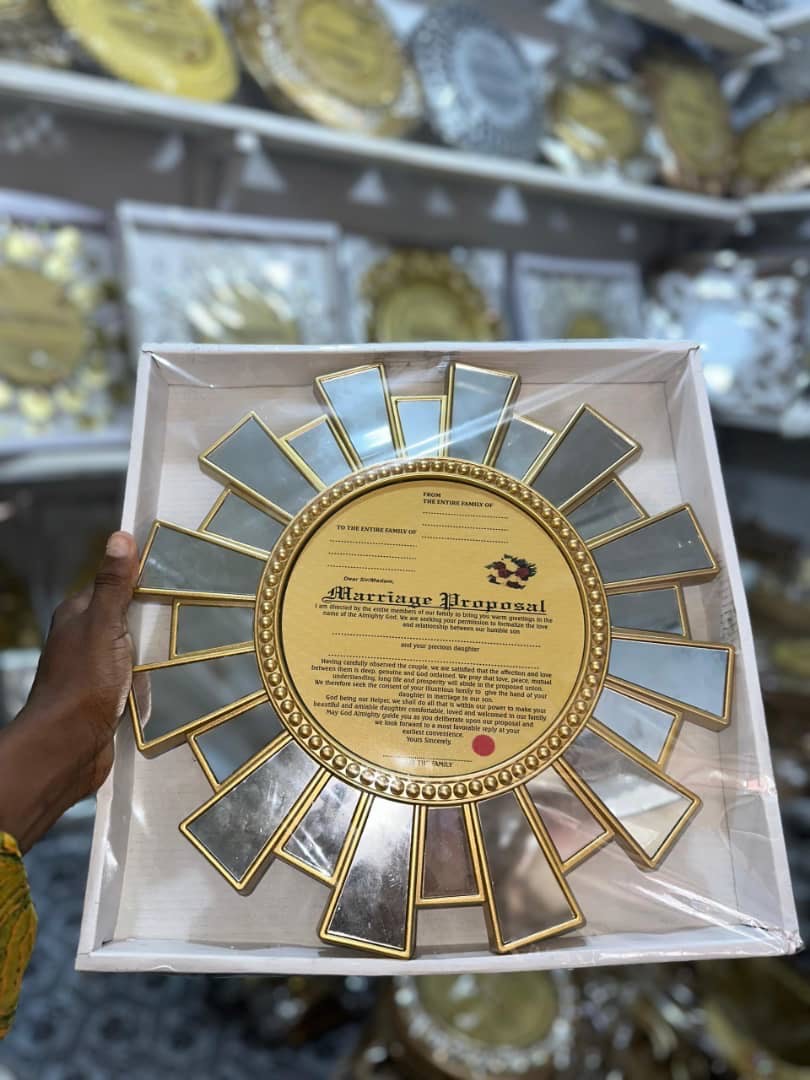 FROM
THE ENTIRE FAMILY OF
TO THE ENTIRE FAMILY OF
Dear Sir/Madam,
Marriage Proposal
I am directed by the entire members of our family to bring you warm greetings in the
name of the Almighty God. We are seeking your permission to formalize the love
and relationship between our humble son
and your precious daughter
Having carefully observed the couple, we are satisfied that the affection and love
between them is deep, genuine and God ordained. We pray that love, peace, mutual
understanding, long life and prosperity will abide in the proposed union.
We therefore seek the consent of your illustrious family to give the hand of your
daughter in marriage to our son.
God being our Helper, we shall do all that is within our power to make your
beautiful and amiable daughter comfortable, loved and welcomed in our family.
May God Almighty guide you as you deliberate upon our proposal and
we look forward to a most favourable reply at your
earliest convenience.
Yours Sincerely,
THE FAMILY